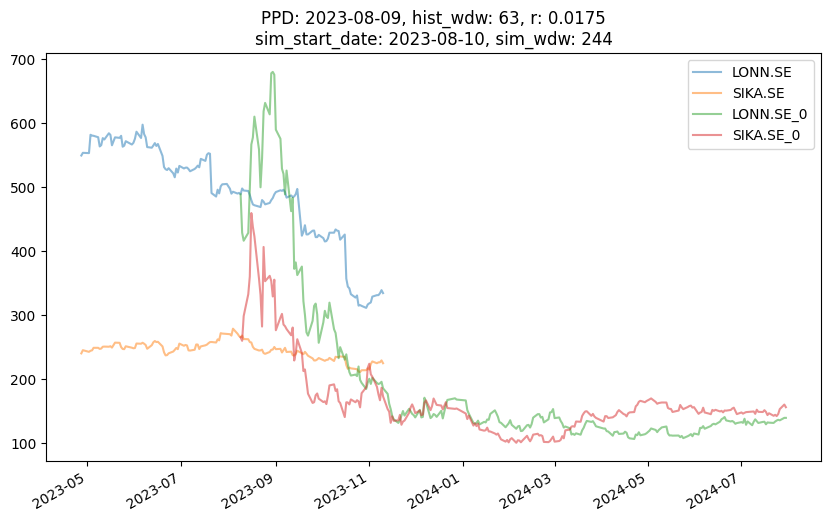 PPD: 2023-08-09, hist_wdw: 63, r: 0.0175
sim_start_date: 2023-08-10, sim_wdw: 244
LONN.SE
SIKA.SE
LONN.SE_0
SIKA.SE_0
700
600
500
400
300
200
100
2023-05
2023-07
2023-09
2023-11
2024-01
2024-03
2024-05
2024-07